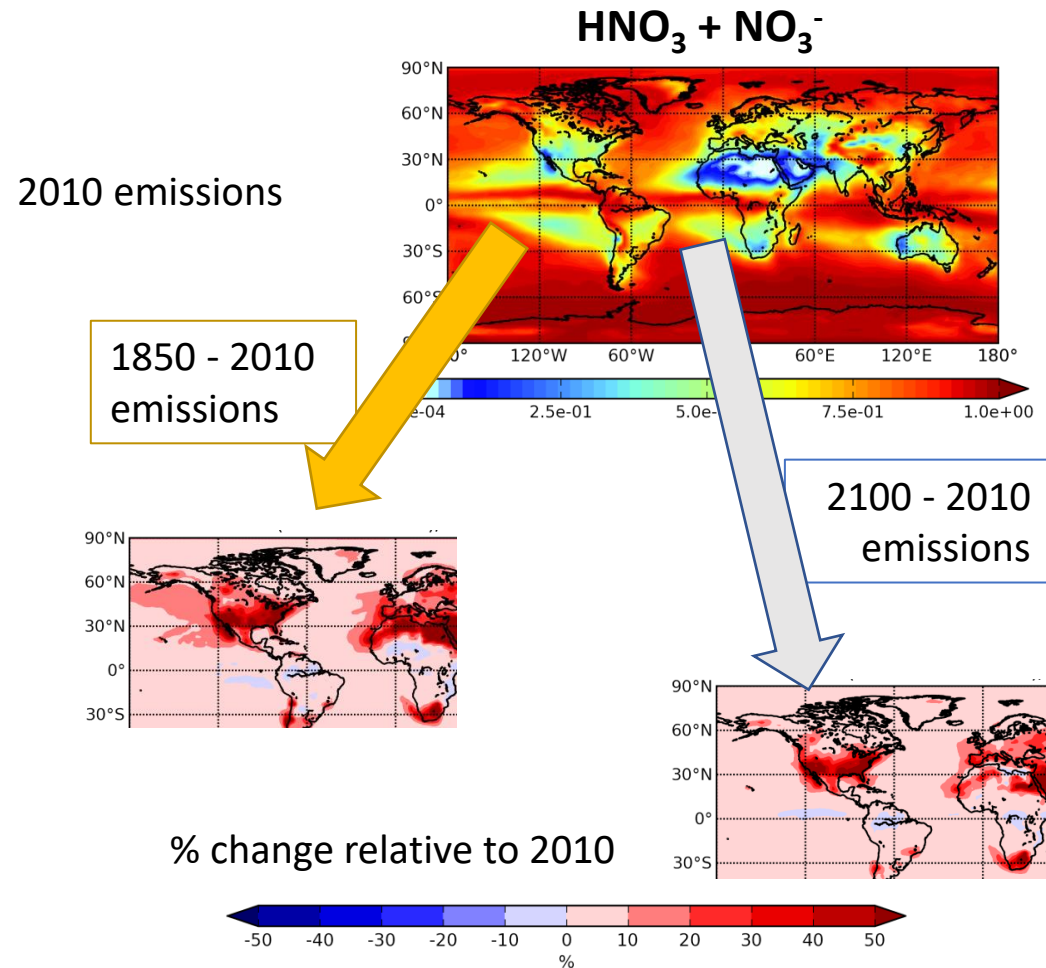 HNO₃ + NO₃⁻
90°N
60°N
30°N
0°
30°S
60°S
120°W
60°W
60°E
120°E
180°
2.5e-01
7.5e-01
1.0e+00
2010 emissions
1850 - 2010
emissions
2100 - 2010
emissions
90°N
60°N
30°N
0°
30°S
90°N
60°N
30°N
0°
30°S
% change relative to 2010
-50 -40 -30 -20 -10 0 10 20 30 40 50
%